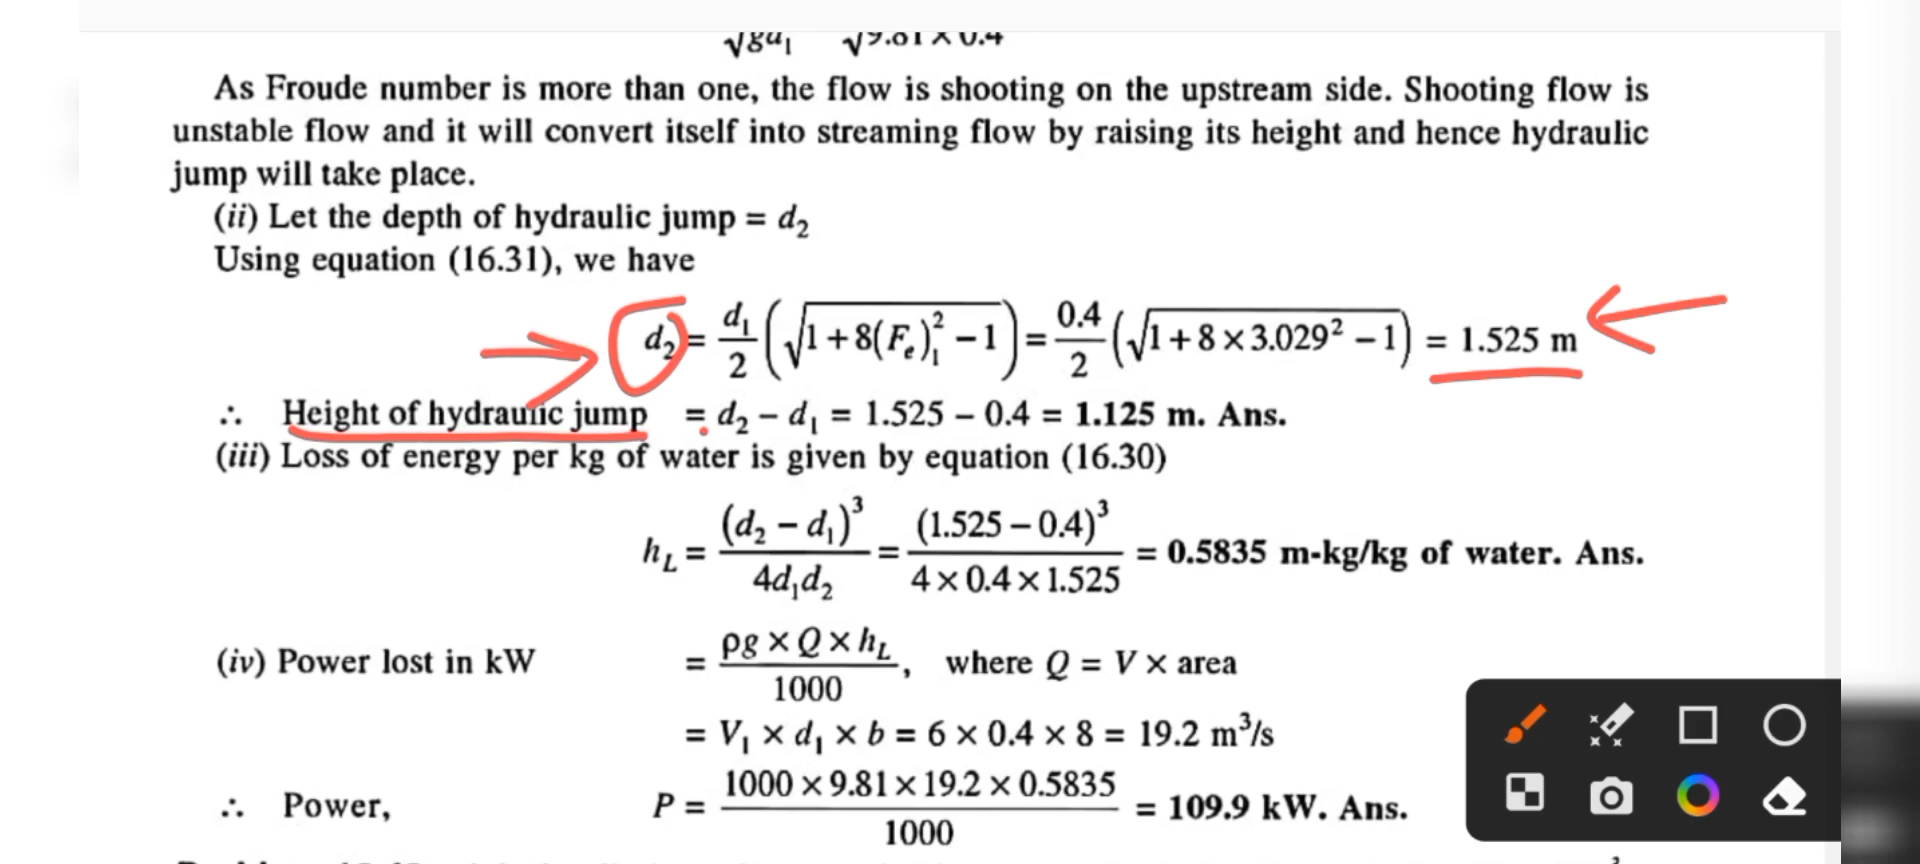 √gd₁ √9.81 × 0.4
As Froude number is more than one, the flow is shooting on the upstream side. Shooting flow is
unstable flow and it will convert itself into streaming flow by raising its height and hence hydraulic
jump will take place.
(ii) Let the depth of hydraulic jump = d₂
Using equation (16.31), we have
d₂ = d₁/2 (√1 + 8(Fₑ)₁² − 1) = 0.4/2 (√1 + 8 × 3.029² − 1) = 1.525 m
∴ Height of hydraulic jump = d₂ − d₁ = 1.525 − 0.4 = 1.125 m. Ans.
(iii) Loss of energy per kg of water is given by equation (16.30)
h_L = (d₂ − d₁)³ / 4d₁d₂ = (1.525 − 0.4)³ / 4 × 0.4 × 1.525 = 0.5835 m-kg/kg of water. Ans.
(iv) Power lost in kW = ρg × Q × h_L / 1000, where Q = V × area
= V₁ × d₁ × b = 6 × 0.4 × 8 = 19.2 m³/s
∴ Power, P = 1000 × 9.81 × 19.2 × 0.5835 / 1000 = 109.9 kW. Ans.